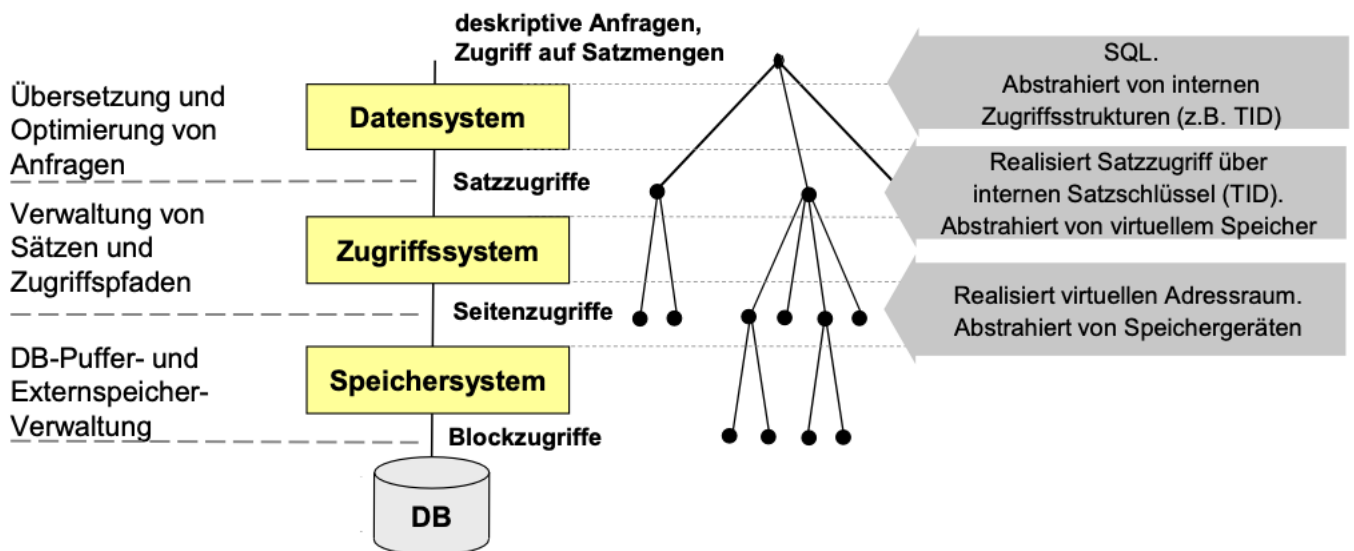 deskriptive Anfragen,
Zugriff auf Satzmengen
Übersetzung und
Optimierung von
Anfragen
Datensystem
SQL.
Abstrahiert von internen
Zugriffsstrukturen (z.B. TID)
Satzzugriffe
Verwaltung von
Sätzen und
Zugriffspfaden
Zugriffssystem
Realisiert Satzzugriff über
internen Satzschlüssel (TID).
Abstrahiert von virtuellem Speicher
Seitenzugriffe
DB-Puffer- und
Externspeicher-
Verwaltung
Speichersystem
Realisiert virtuellen Adressraum.
Abstrahiert von Speichergeräten
Blockzugriffe
DB